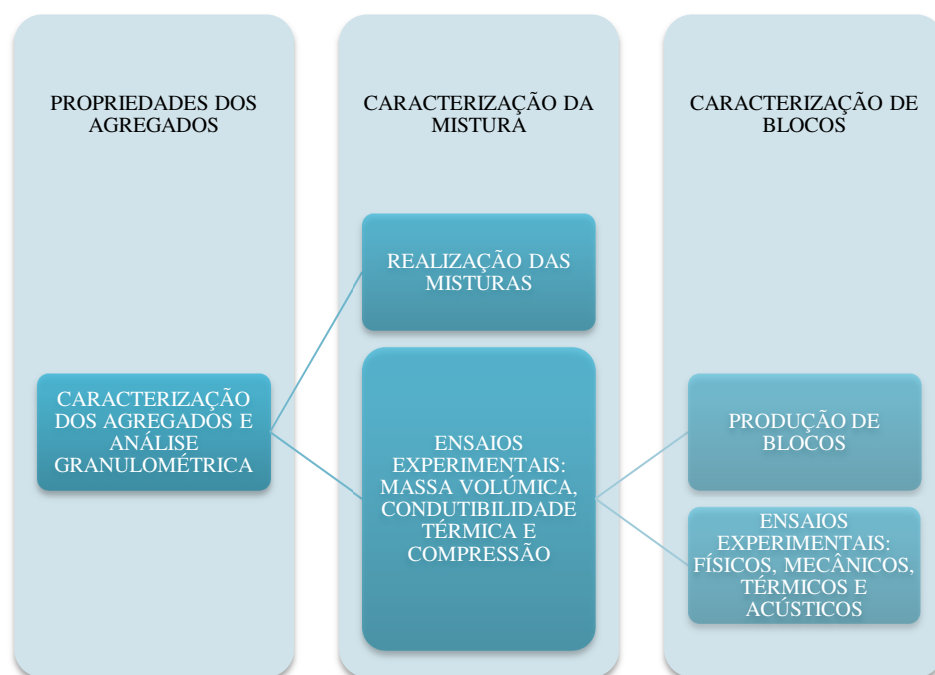 PROPRIEDADES DOS
AGREGADOS
CARACTERIZAÇÃO DA
MISTURA
CARACTERIZAÇÃO DE
BLOCOS
REALIZAÇÃO DAS
MISTURAS
CARACTERIZAÇÃO
DOS AGREGADOS E
ANÁLISE
GRANULOMÉTRICA
ENSAIOS
EXPERIMENTAIS:
MASSA VOLÚMICA,
CONDUTIBILIDADE
TÉRMICA E
COMPRESSÃO
PRODUÇÃO DE
BLOCOS
ENSAIOS
EXPERIMENTAIS:
FÍSICOS, MECÂNICOS,
TÉRMICOS E
ACÚSTICOS